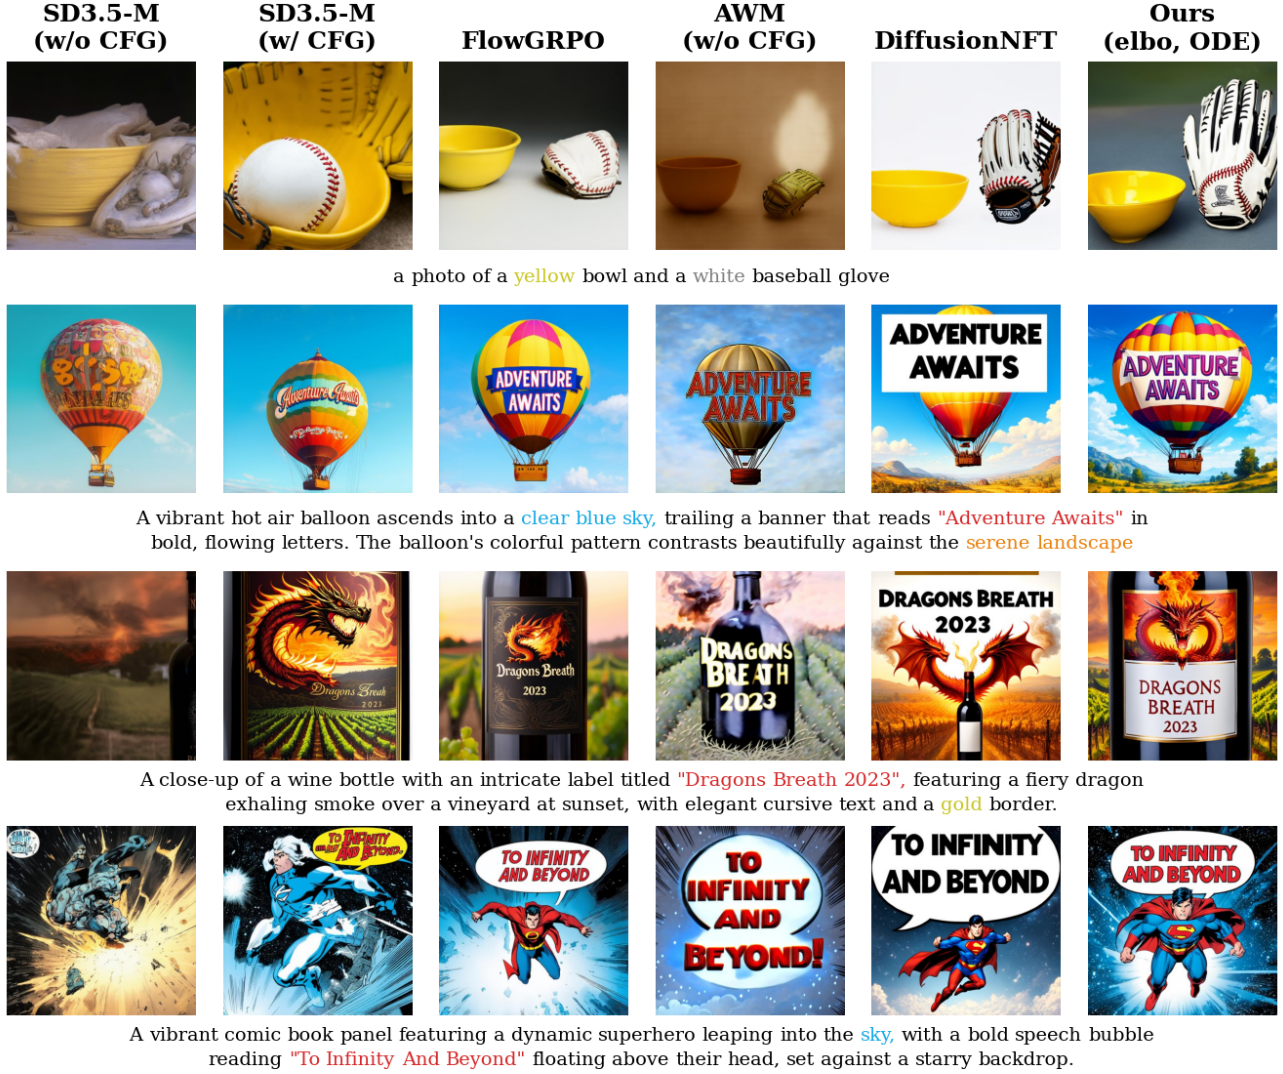 SD3.5-M
(w/o CFG)
SD3.5-M
(w/ CFG)
FlowGRPO
AWM
(w/o CFG)
DiffusionNFT
Ours
(elbo, ODE)
a photo of a yellow bowl and a white baseball glove
Adventure Awaits
ADVENTURE
AWAITS
ADVENTURE
AWAITS
ADVENTURE
AWAITS
ADVENTURE
AWAITS
A vibrant hot air balloon ascends into a clear blue sky, trailing a banner that reads "Adventure Awaits" in
bold, flowing letters. The balloon's colorful pattern contrasts beautifully against the serene landscape
Dragons Breath
2023
Dragons Breath
2023
DRAGONS
BREATH
2023
DRAGONS BREATH
2023
DRAGONS
BREATH
2023
A close-up of a wine bottle with an intricate label titled "Dragons Breath 2023", featuring a fiery dragon
exhaling smoke over a vineyard at sunset, with elegant cursive text and a gold border.
TO INFINITY
AND BEYOND.
TO INFINITY
AND BEYOND
TO
INFINITY
AND
BEYOND!
TO INFINITY
AND BEYOND
TO INFINITY
AND BEYOND
A vibrant comic book panel featuring a dynamic superhero leaping into the sky, with a bold speech bubble
reading "To Infinity And Beyond" floating above their head, set against a starry backdrop.